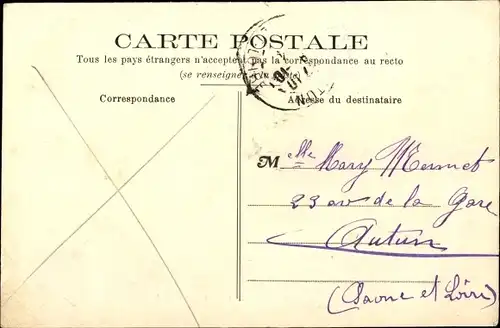 CARTE POSTALE
Tous les pays étrangers n'acceptent pas la correspondance au recto
(se renseigner à la poste)
Correspondance
Adresse du destinataire
Melle Mary Mermet
23 av de la Gare
Autun
(Saone et Loire)